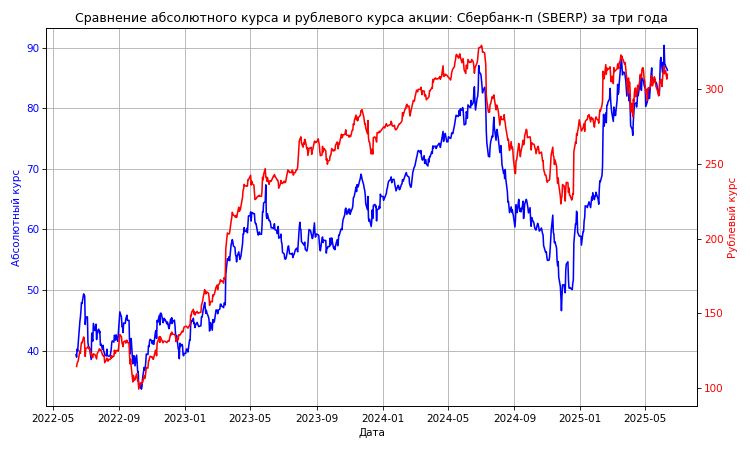 Сравнение абсолютного курса и рублевого курса акции: Сбербанк-п (SBERP) за три года
90
80
70
60
50
40
Абсолютный курс
300
250
200
150
100
Рублевый курс
2022-05 2022-09 2023-01 2023-05 2023-09 2024-01 2024-05 2024-09 2025-01 2025-05
Дата